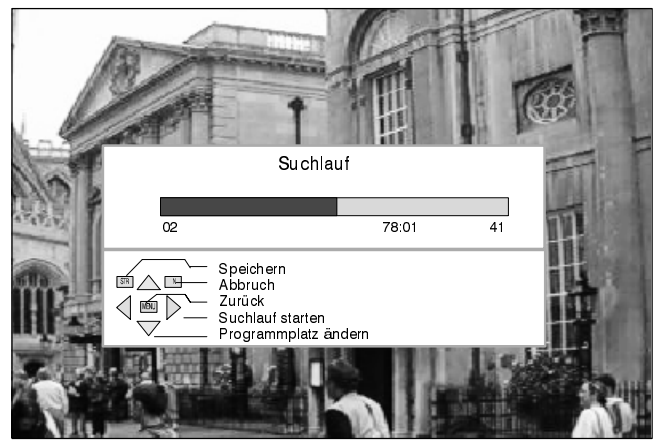 Suchlauf
02 78:01 41
STR N Speichern
Abbruch
MENU Zurück
Suchlauf starten
Programmplatz ändern